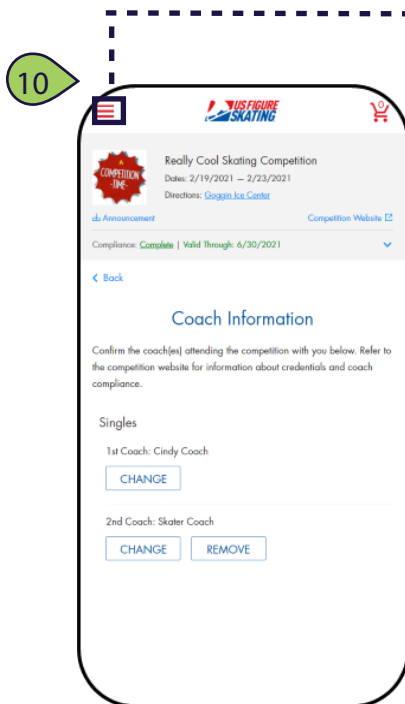 10
US FIGURE
SKATING
0
COMPETITION
-TIME-
Really Cool Skating Competition
Dates: 2/19/2021 — 2/23/2021
Directions: Goggin Ice Center
Announcement
Competition Website
Compliance: Complete | Valid Through: 6/30/2021
Back
Coach Information
Confirm the coach(es) attending the competition with you below. Refer to
the competition website for information about credentials and coach
compliance.
Singles
1st Coach: Cindy Coach
CHANGE
2nd Coach: Skater Coach
CHANGE
REMOVE